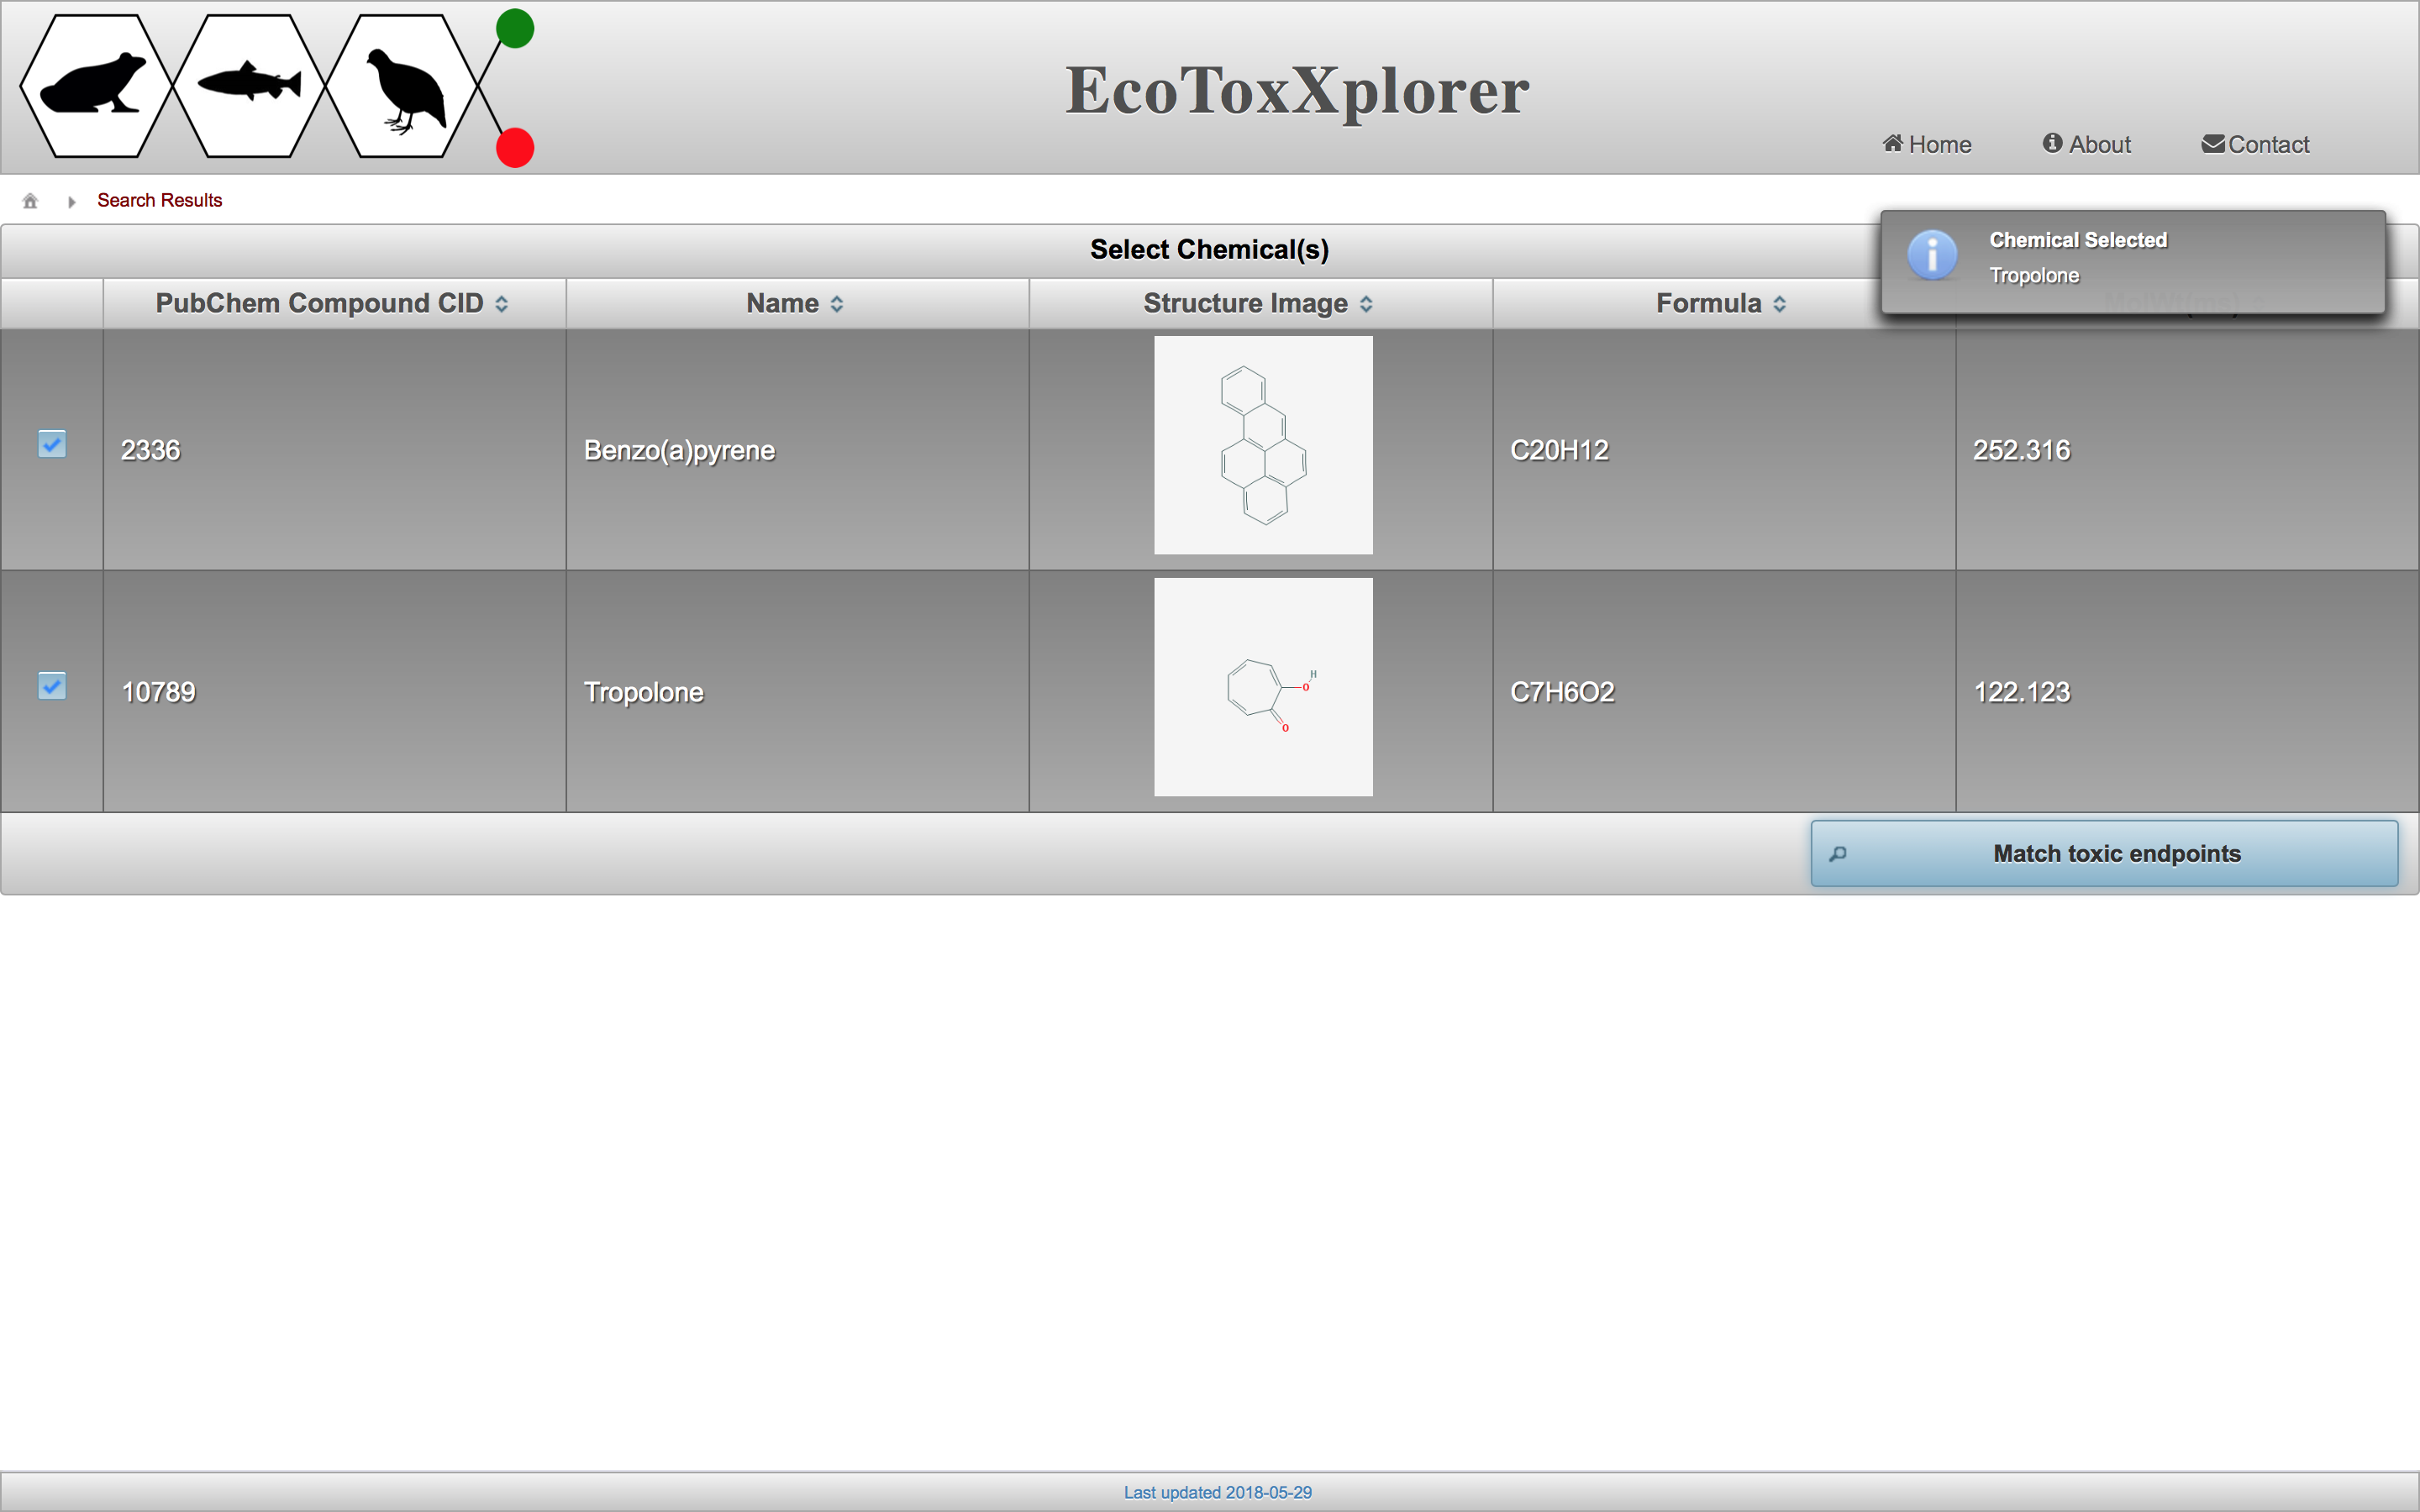 EcoToxXplorer
Home About Contact
Search Results
Select Chemical(s)
Chemical Selected
Tropolone
PubChem Compound CID Name Structure Image Formula
2336 Benzo(a)pyrene C20H12 252.316
H
O
O
10789 Tropolone C7H6O2 122.123
Match toxic endpoints
Last updated 2018-05-29